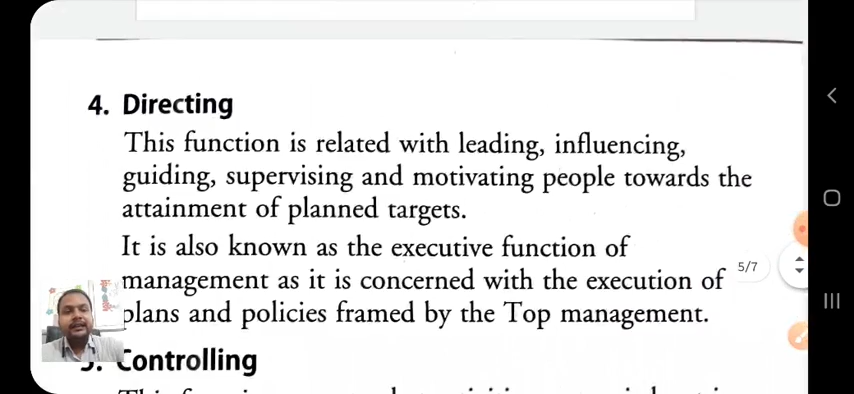 4. Directing
This function is related with leading, influencing,
guiding, supervising and motivating people towards the
attainment of planned targets.
It is also known as the executive function of
management as it is concerned with the execution of
plans and policies framed by the Top management.
5/7
Controlling